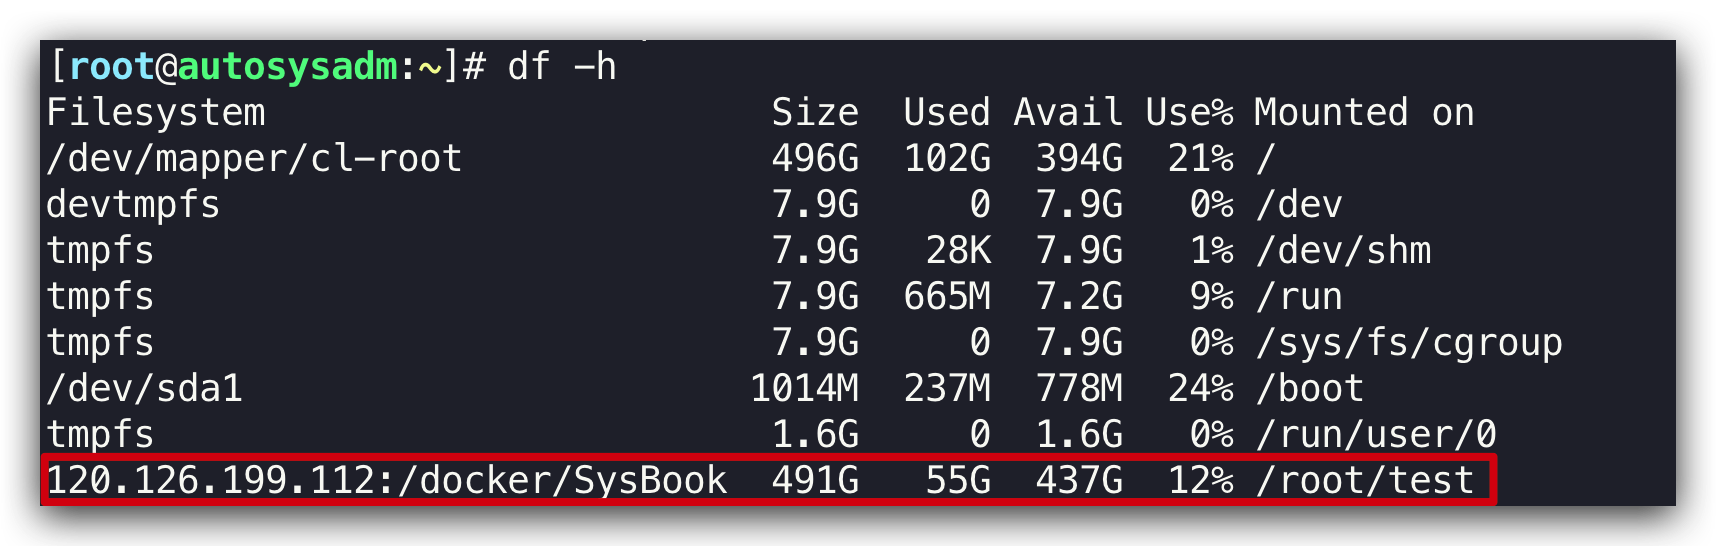 [root@autosysadm:~]# df -h
Filesystem Size Used Avail Use% Mounted on
/dev/mapper/cl-root 496G 102G 394G 21% /
devtmpfs 7.9G 0 7.9G 0% /dev
tmpfs 7.9G 28K 7.9G 1% /dev/shm
tmpfs 7.9G 665M 7.2G 9% /run
tmpfs 7.9G 0 7.9G 0% /sys/fs/cgroup
/dev/sda1 1014M 237M 778M 24% /boot
tmpfs 1.6G 0 1.6G 0% /run/user/0
120.126.199.112:/docker/SysBook 491G 55G 437G 12% /root/test